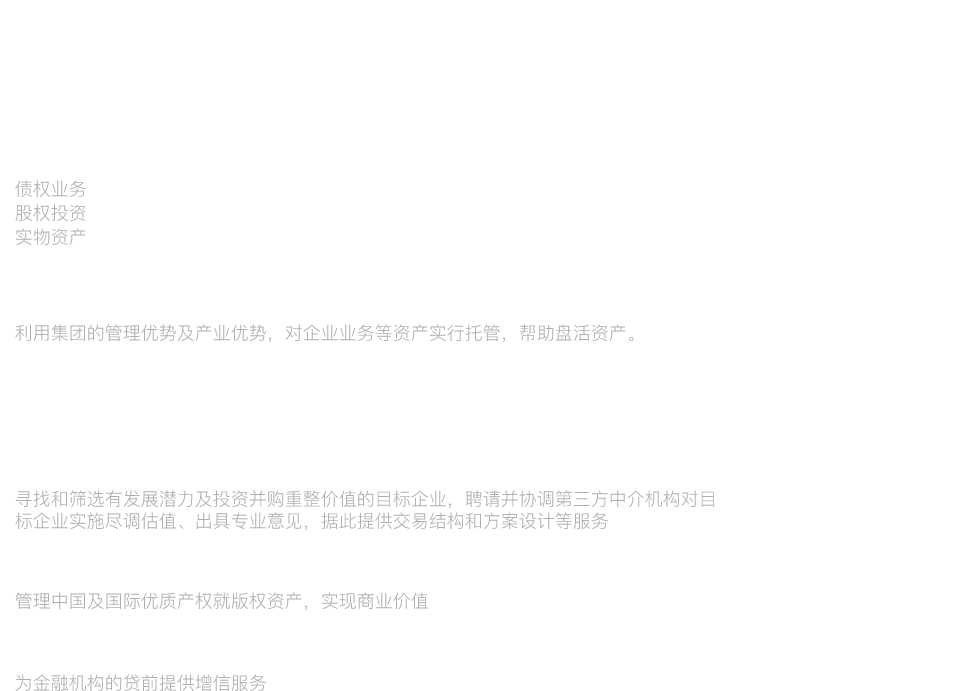 债权业务
股权投资
实物资产
利用集团的管理优势及产业优势，对企业业务等资产实行托管，帮助盘活资产。
寻找和筛选有发展潜力及投资并购重整价值的目标企业，聘请并协调第三方中介机构对目
标企业实施尽调估值、出具专业意见，据此提供交易结构和方案设计等服务
管理中国及国际优质产权就版权资产，实现商业价值
为金融机构的贷前提供增信服务